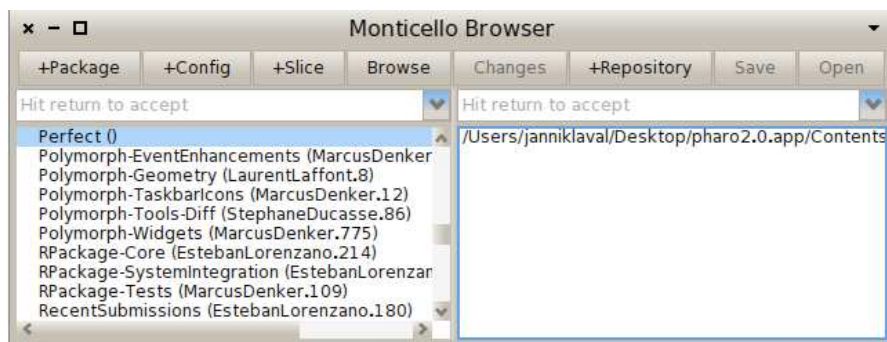 Monticello Browser
+Package +Config +Slice Browse Changes +Repository Save Open
Hit return to accept Hit return to accept
Perfect ()
Polymorph-EventEnhancements (MarcusDenker
Polymorph-Geometry (LaurentLaffont.8)
Polymorph-TaskbarIcons (MarcusDenker.12)
Polymorph-Tools-Diff (StephaneDucasse.86)
Polymorph-Widgets (MarcusDenker.775)
RPackage-Core (EstebanLorenzano.214)
RPackage-SystemIntegration (EstebanLorenzan
RPackage-Tests (MarcusDenker.109)
RecentSubmissions (EstebanLorenzano.180)
/Users/janniklaval/Desktop/pharo2.0.app/Contents